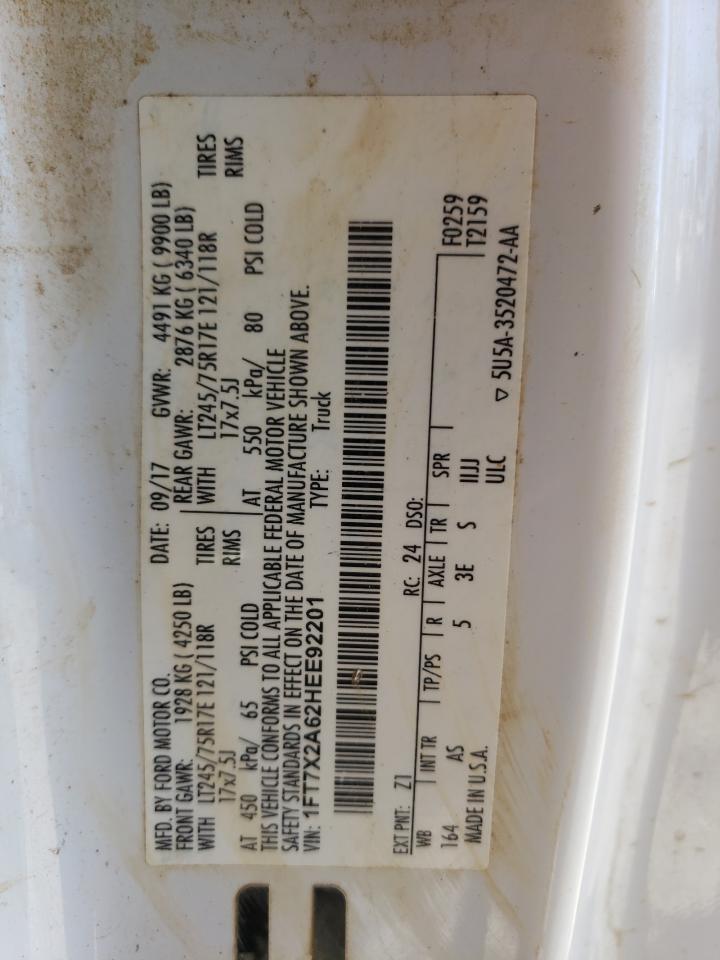 MFD. BY FORD MOTOR CO.
DATE: 09/17 GVWR: 4491 KG ( 9900 LB)
FRONT GAWR: 1928 KG ( 4250 LB) REAR GAWR: 2876 KG ( 6340 LB)
WITH LT245/75R17E 121/118R TIRES WITH LT245/75R17E 121/118R TIRES
17x7.5J RIMS 17x7.5J RIMS
AT 450 kPa/ 65 PSI COLD AT 550 kPa/ 80 PSI COLD
THIS VEHICLE CONFORMS TO ALL APPLICABLE FEDERAL MOTOR VEHICLE
SAFETY STANDARDS IN EFFECT ON THE DATE OF MANUFACTURE SHOWN ABOVE.
VIN: 1FT7X2A62HEE92201 TYPE: Truck
EXT PNT: Z1 RC: 24 DSO: F0259
WB INT TR TP/PS R AXLE TR SPR T2159
164 AS 5 3E S IIJJ
MADE IN U.S.A. UIC ▽ 5U5A-3520472-AA